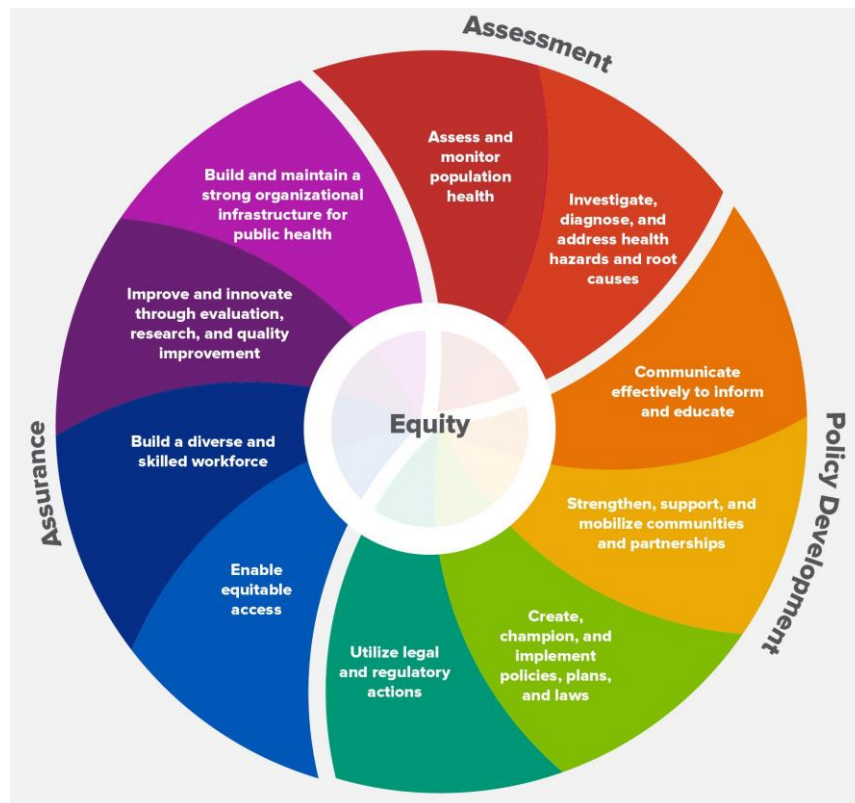 Assessment
Assess and
monitor
population
health
Investigate,
diagnose, and
address health
hazards and root
causes
Policy Development
Communicate
effectively to inform
and educate
Strengthen, support, and
mobilize communities
and partnerships
Create,
champion, and
implement
policies, plans,
and laws
Utilize legal
and regulatory
actions
Assurance
Enable
equitable
access
Build a diverse and
skilled workforce
Improve and innovate
through evaluation,
research, and quality
improvement
Build and maintain a
strong organizational
infrastructure for
public health
Equity